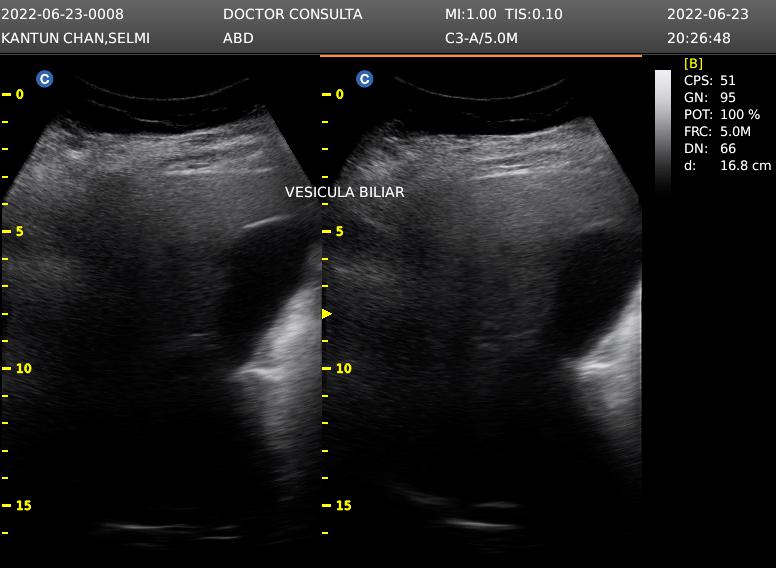 2022-06-23-0008 DOCTOR CONSULTA MI:1.00 TIS:0.10 2022-06-23
KANTUN CHAN,SELMI ABD C3-A/5.0M 20:26:48
[B]
CPS: 51
GN: 95
POT: 100 %
FRC: 5.0M
DN: 66
d: 16.8 cm
C C
0 0
VESICULA BILIAR
5 5
10 10
15 15